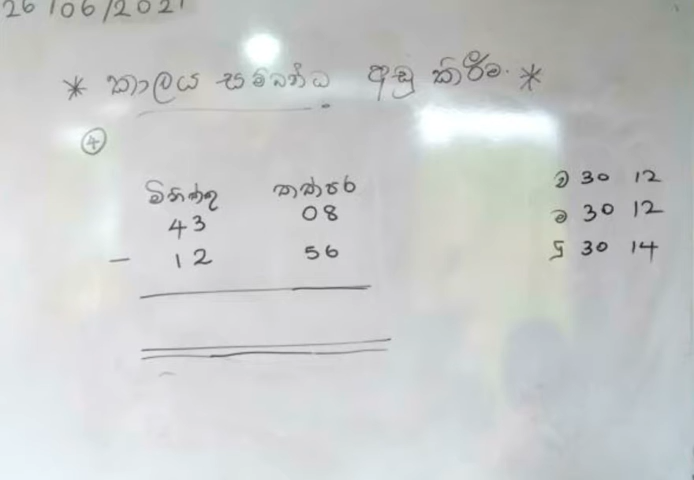 26/06/2021
* කාලය සම්බන්ධ අඩු කිරීම. *
4
මිනිත්තු තත්පර
43 08
- 12 56
ව 30 12
ම 30 12
දු 30 14